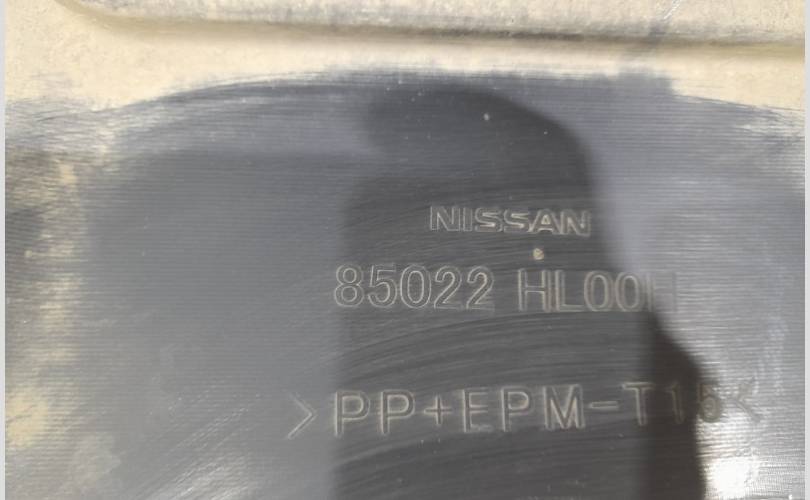 NISSAN
85022 HL00H
>PP+EPM-T15<